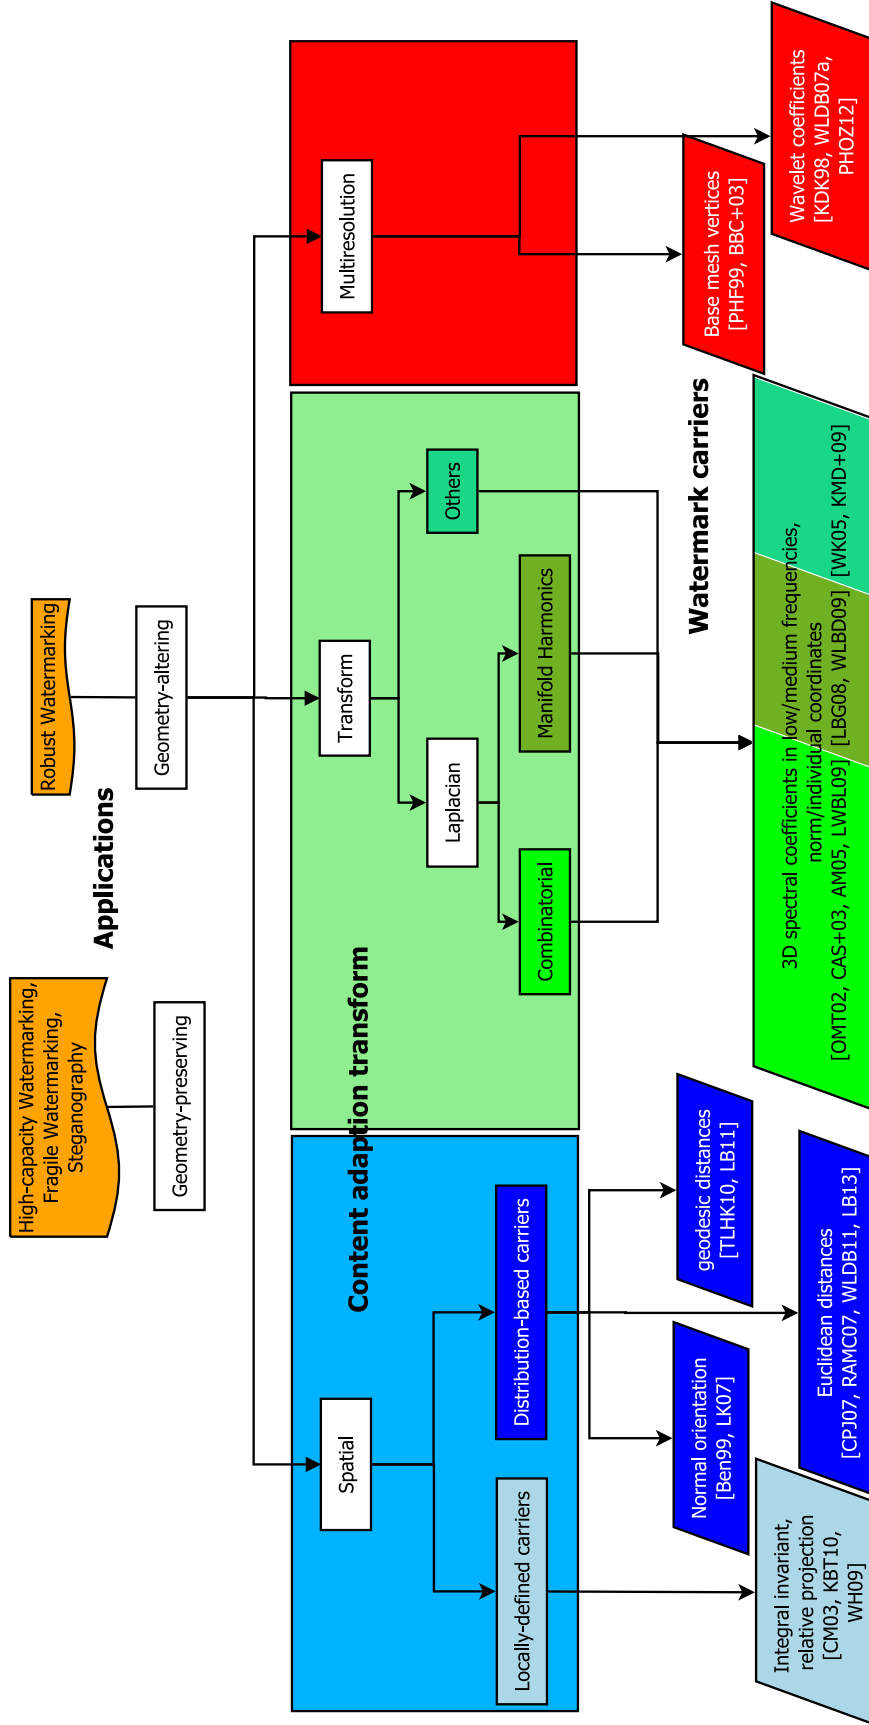 High-capacity Watermarking,
Fragile Watermarking,
Steganography
Robust Watermarking
Applications
Geometry-preserving
Geometry-altering
Content adaption transform
Spatial
Transform
Multiresolution
Laplacian
Others
Locally-defined carriers
Distribution-based carriers
Combinatorial
Manifold Harmonics
Watermark carriers
Normal orientation
[Ben99, LK07]
geodesic distances
[TLHK10, LB11]
Base mesh vertices
[PHF99, BBC+03]
Integral invariant,
relative projection
[CM03, KBT10,
WH09]
Euclidean distances
[CPJ07, RAMC07, WLDB11, LB13]
3D spectral coefficients in low/medium frequencies,
norm/individual coordinates
[OMT02, CAS+03, AM05, LWBL09] [LBG08, WLBD09] [WK05, KMD+09]
Wavelet coefficients
[KDK98, WLDB07a,
PHOZ12]